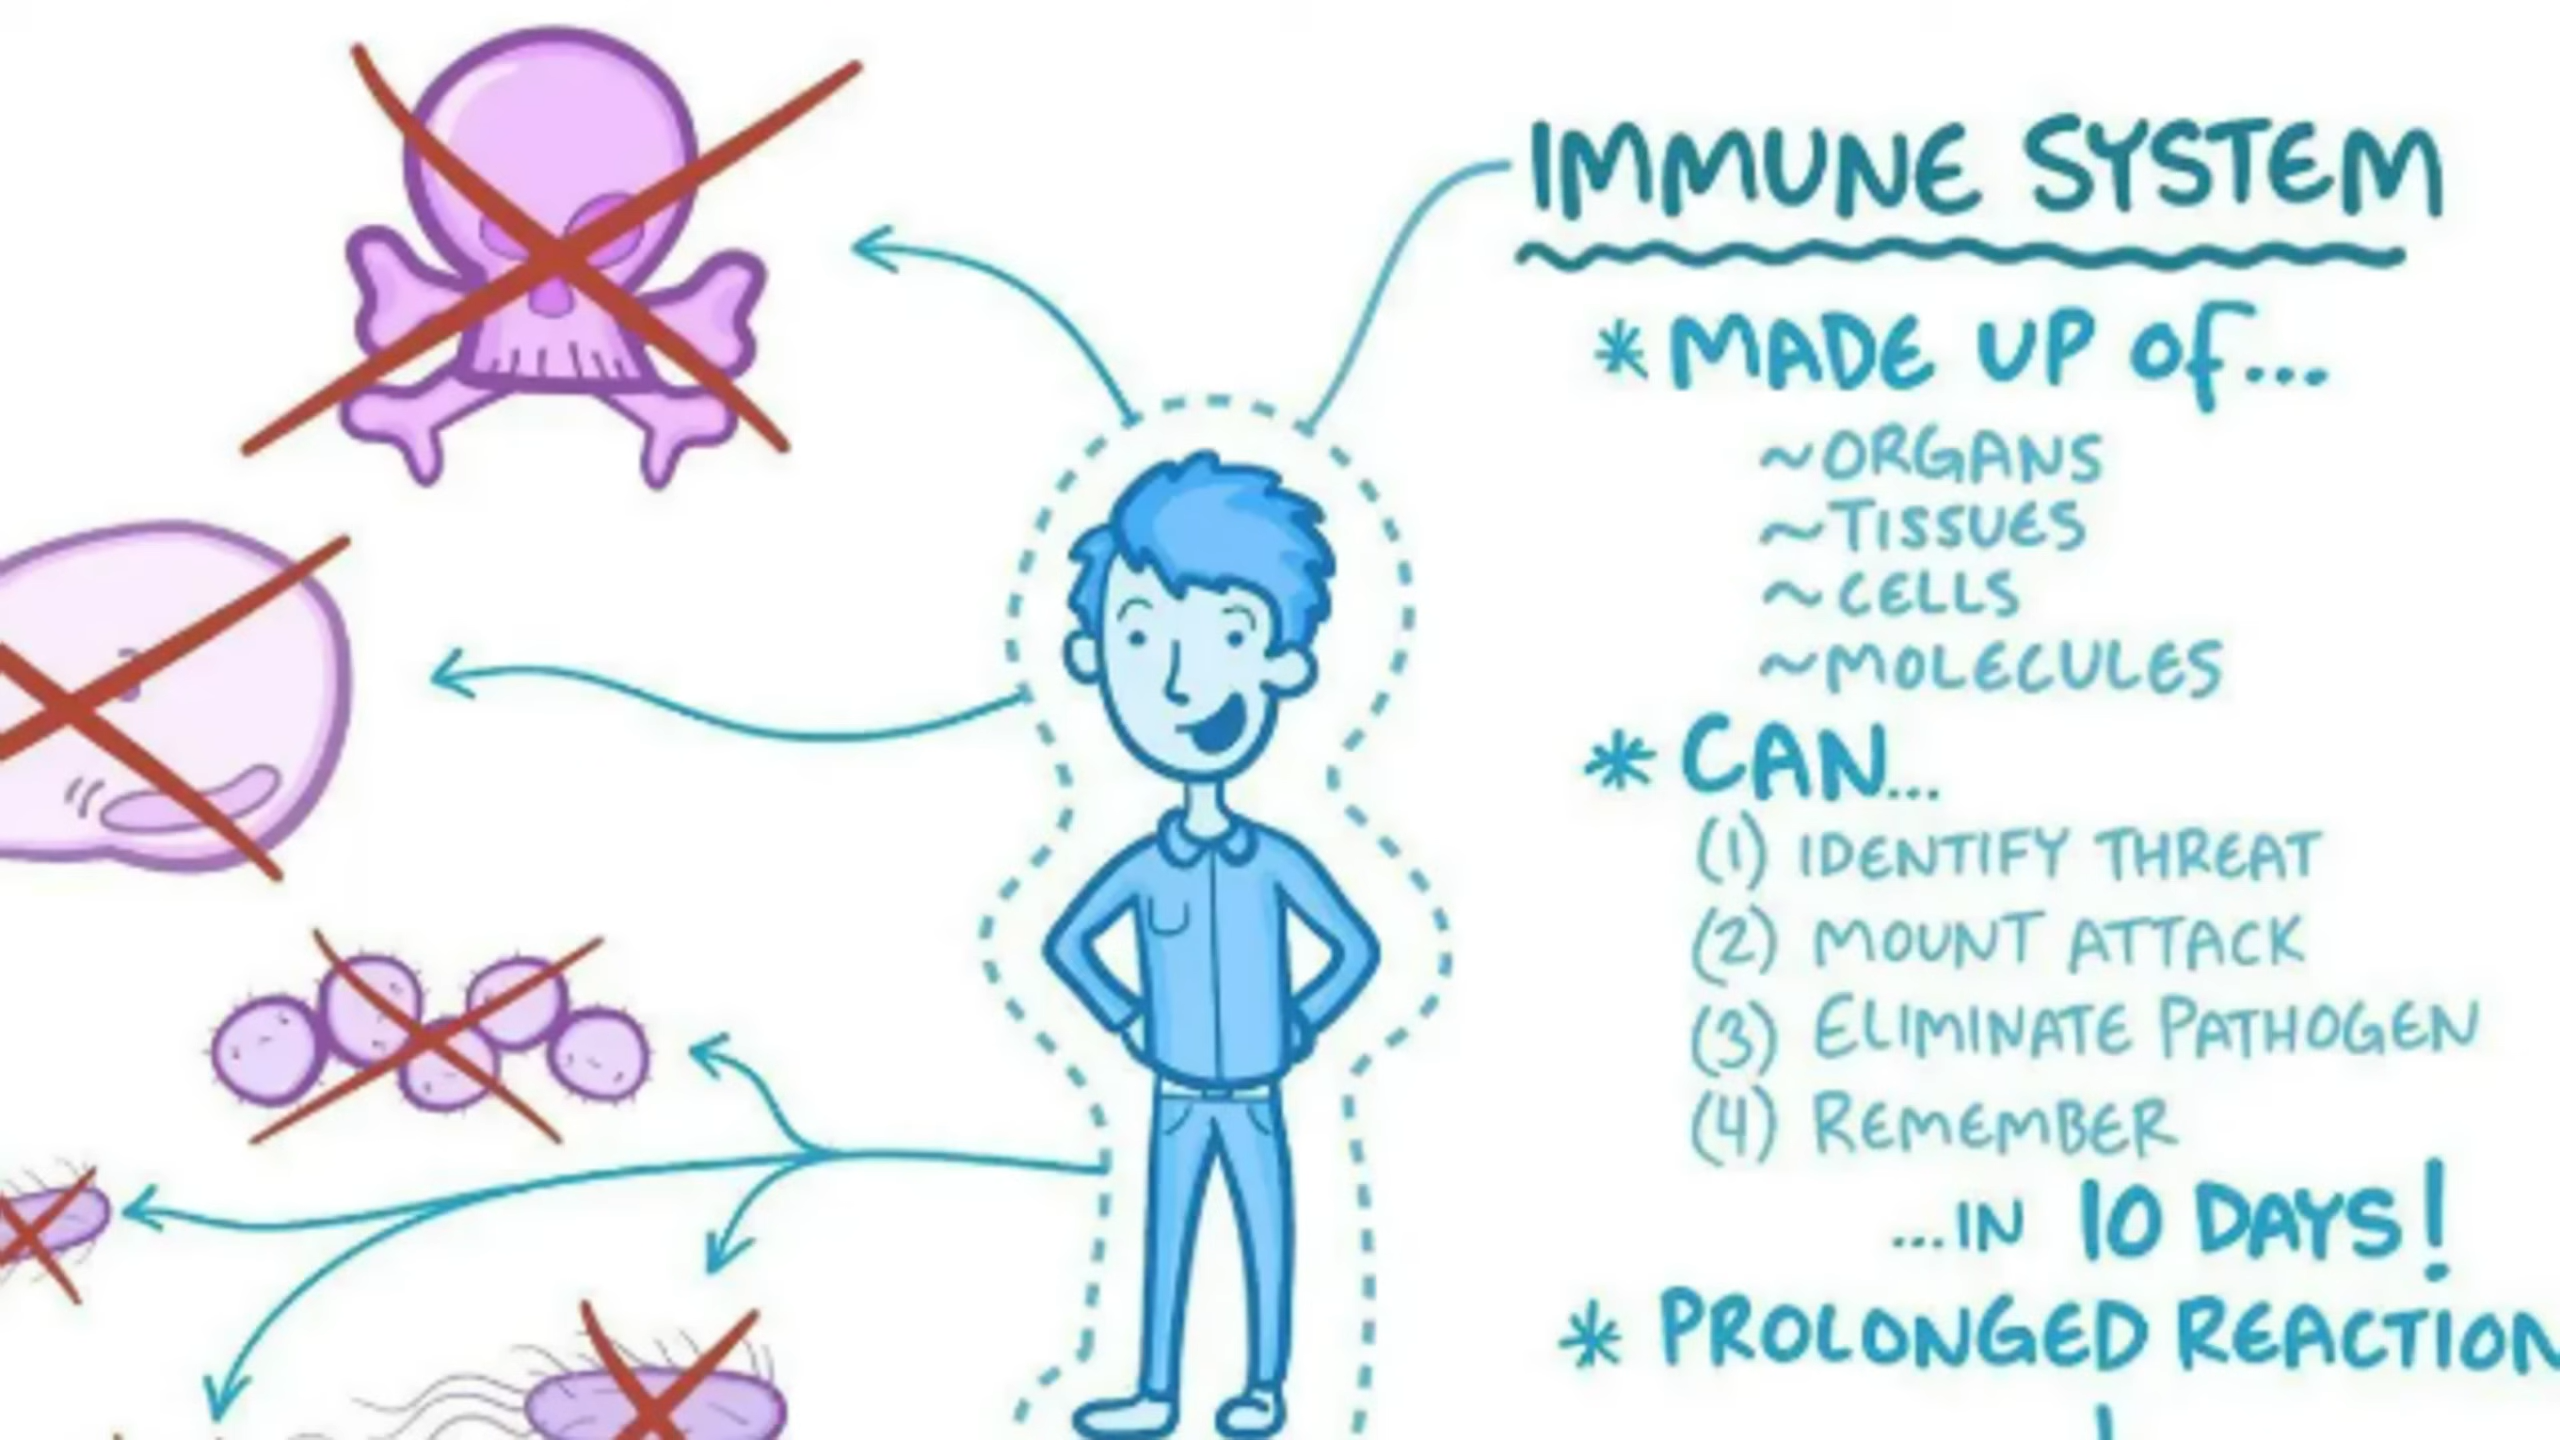 IMMUNE SYSTEM
* MADE UP OF...
~ORGANS
~TISSUES
~CELLS
~MOLECULES
* CAN...
(1) IDENTIFY THREAT
(2) MOUNT ATTACK
(3) ELIMINATE PATHOGEN
(4) REMEMBER
...IN 10 DAYS!
* PROLONGED REACTION